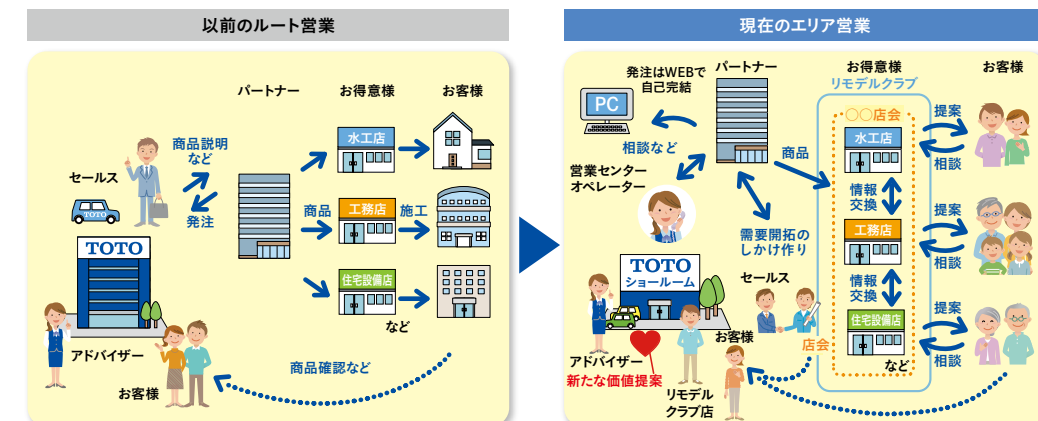 以前のルート営業
パートナー
お得意様
お客様
商品説明
など
セールス
TOTO
発注
水工店
商品
工務店
施工
TOTO
住宅設備店
など
アドバイザー
商品確認など
お客様
現在のエリア営業
発注はWEBで
自己完結
パートナー
お得意様
リモデルクラブ
お客様
PC
〇〇店会
提案
相談など
水工店
商品
相談
営業センター
オペレーター
情報
交換
提案
工務店
需要開拓の
しかけ作り
相談
TOTO
ショールーム
セールス
情報
交換
提案
住宅設備店
お客様
店会
相談
アドバイザー
など
新たな価値提案
リモデル
クラブ店